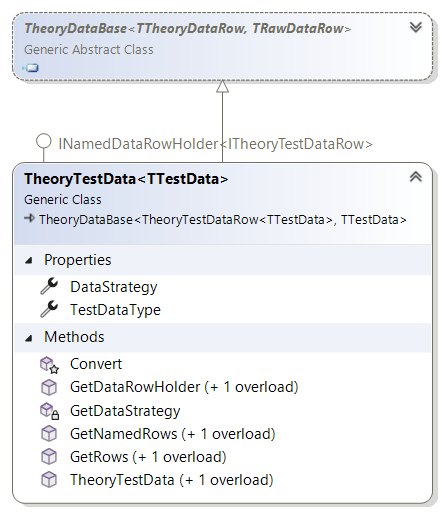 TheoryDataBase<TTheoryDataRow, TRawDataRow>
Generic Abstract Class
INamedDataRowHolder<ITheoryTestDataRow>
TheoryTestData<TTestData>
Generic Class
TheoryDataBase<TheoryTestDataRow<TTestData>, TTestData>
Properties
DataStrategy
TestDataType
Methods
Convert
GetDataRowHolder (+ 1 overload)
GetDataStrategy
GetNamedRows (+ 1 overload)
GetRows (+ 1 overload)
TheoryTestData (+ 1 overload)